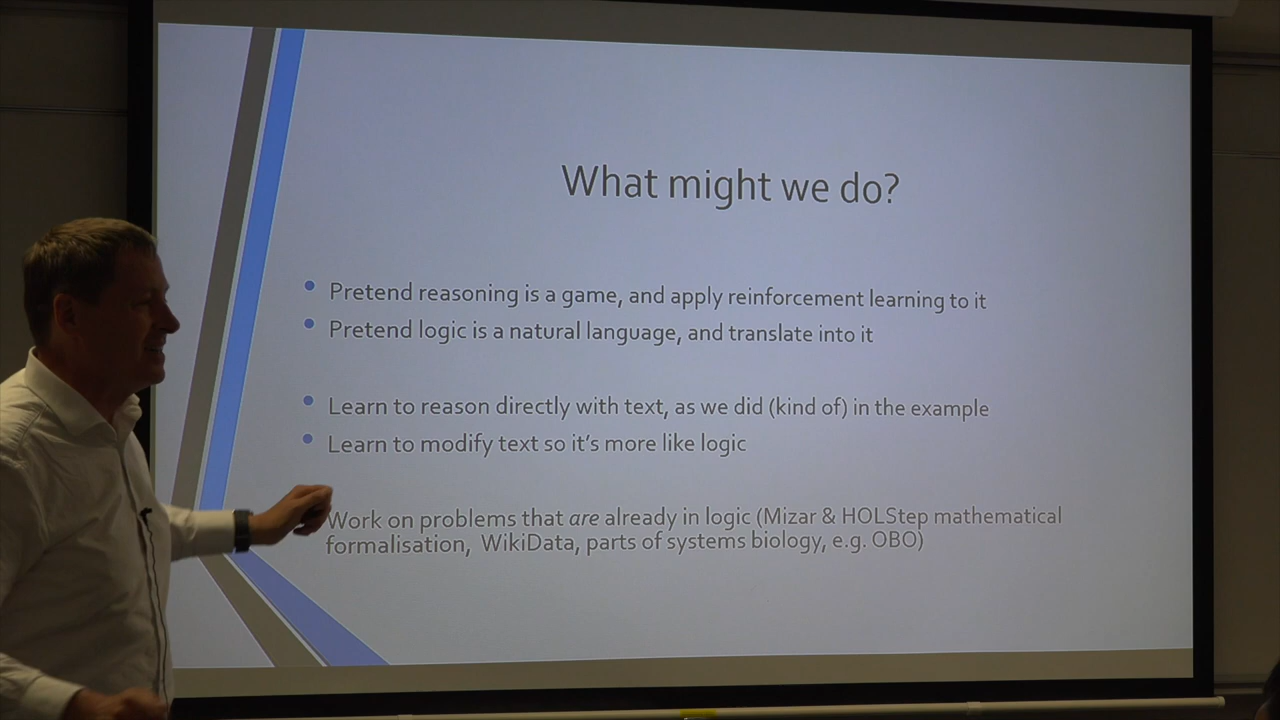 What might we do?
Pretend reasoning is a game, and apply reinforcement learning to it
Pretend logic is a natural language, and translate into it
Learn to reason directly with text, as we did (kind of) in the example
Learn to modify text so it's more like logic
Work on problems that are already in logic (Mizar & HOLStep mathematical
formalisation, WikiData, parts of systems biology, e.g. OBO)